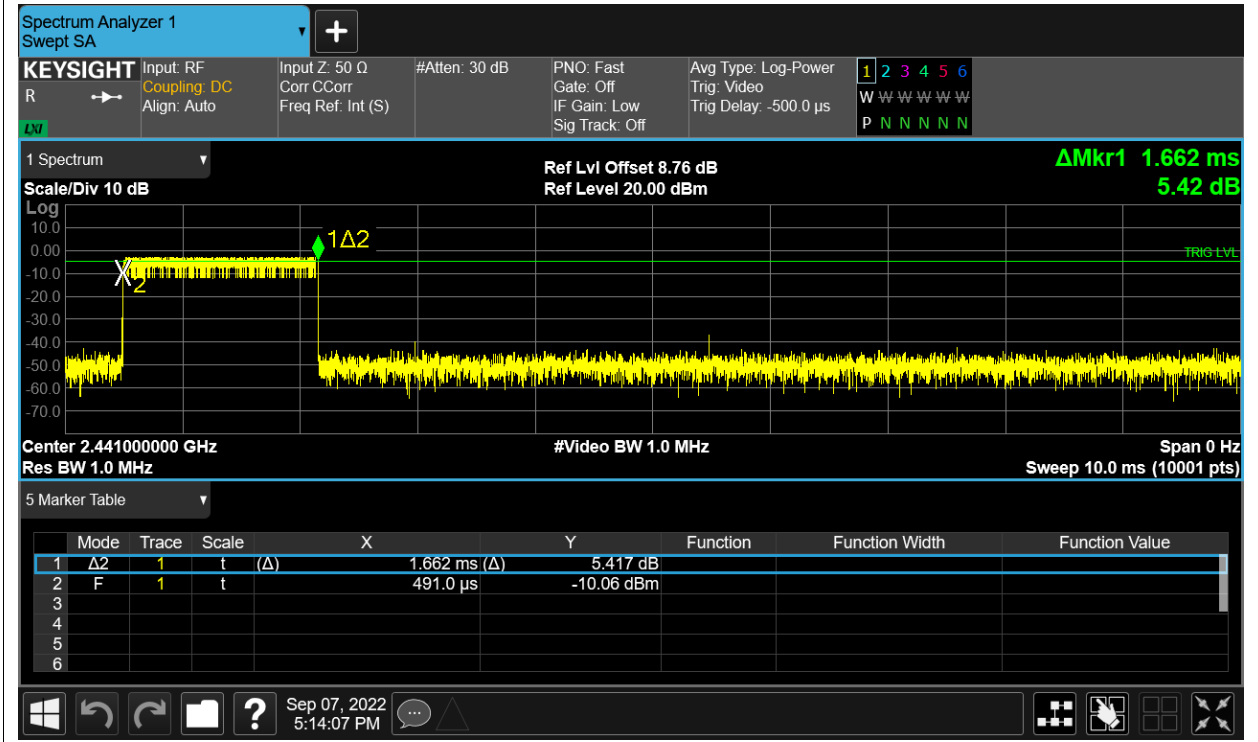 Spectrum Analyzer 1
Swept SA
KEYSIGHT
R
LXI
Input: RF
Coupling: DC
Align: Auto
Input Z: 50 Ω
Corr CCorr
Freq Ref: Int (S)
#Atten: 30 dB
PNO: Fast
Gate: Off
IF Gain: Low
Sig Track: Off
Avg Type: Log-Power
Trig: Video
Trig Delay: -500.0 µs
1 2 3 4 5 6
W W W W W W
P N N N N N
1 Spectrum
Scale/Div 10 dB
Ref Lvl Offset 8.76 dB
Ref Level 20.00 dBm
ΔMkr1 1.662 ms
5.42 dB
Log
10.0
0.00
-10.0
-20.0
-30.0
-40.0
-50.0
-60.0
-70.0
1Δ2
2
TRIG LVL
Center 2.441000000 GHz
#Video BW 1.0 MHz
Span 0 Hz
Res BW 1.0 MHz
Sweep 10.0 ms (10001 pts)
5 Marker Table
Mode Trace Scale X Y Function Function Width Function Value
1 Δ2 1 t (Δ) 1.662 ms (Δ) 5.417 dB
2 F 1 t 491.0 µs -10.06 dBm
3
4
5
6
?
Sep 07, 2022
5:14:07 PM